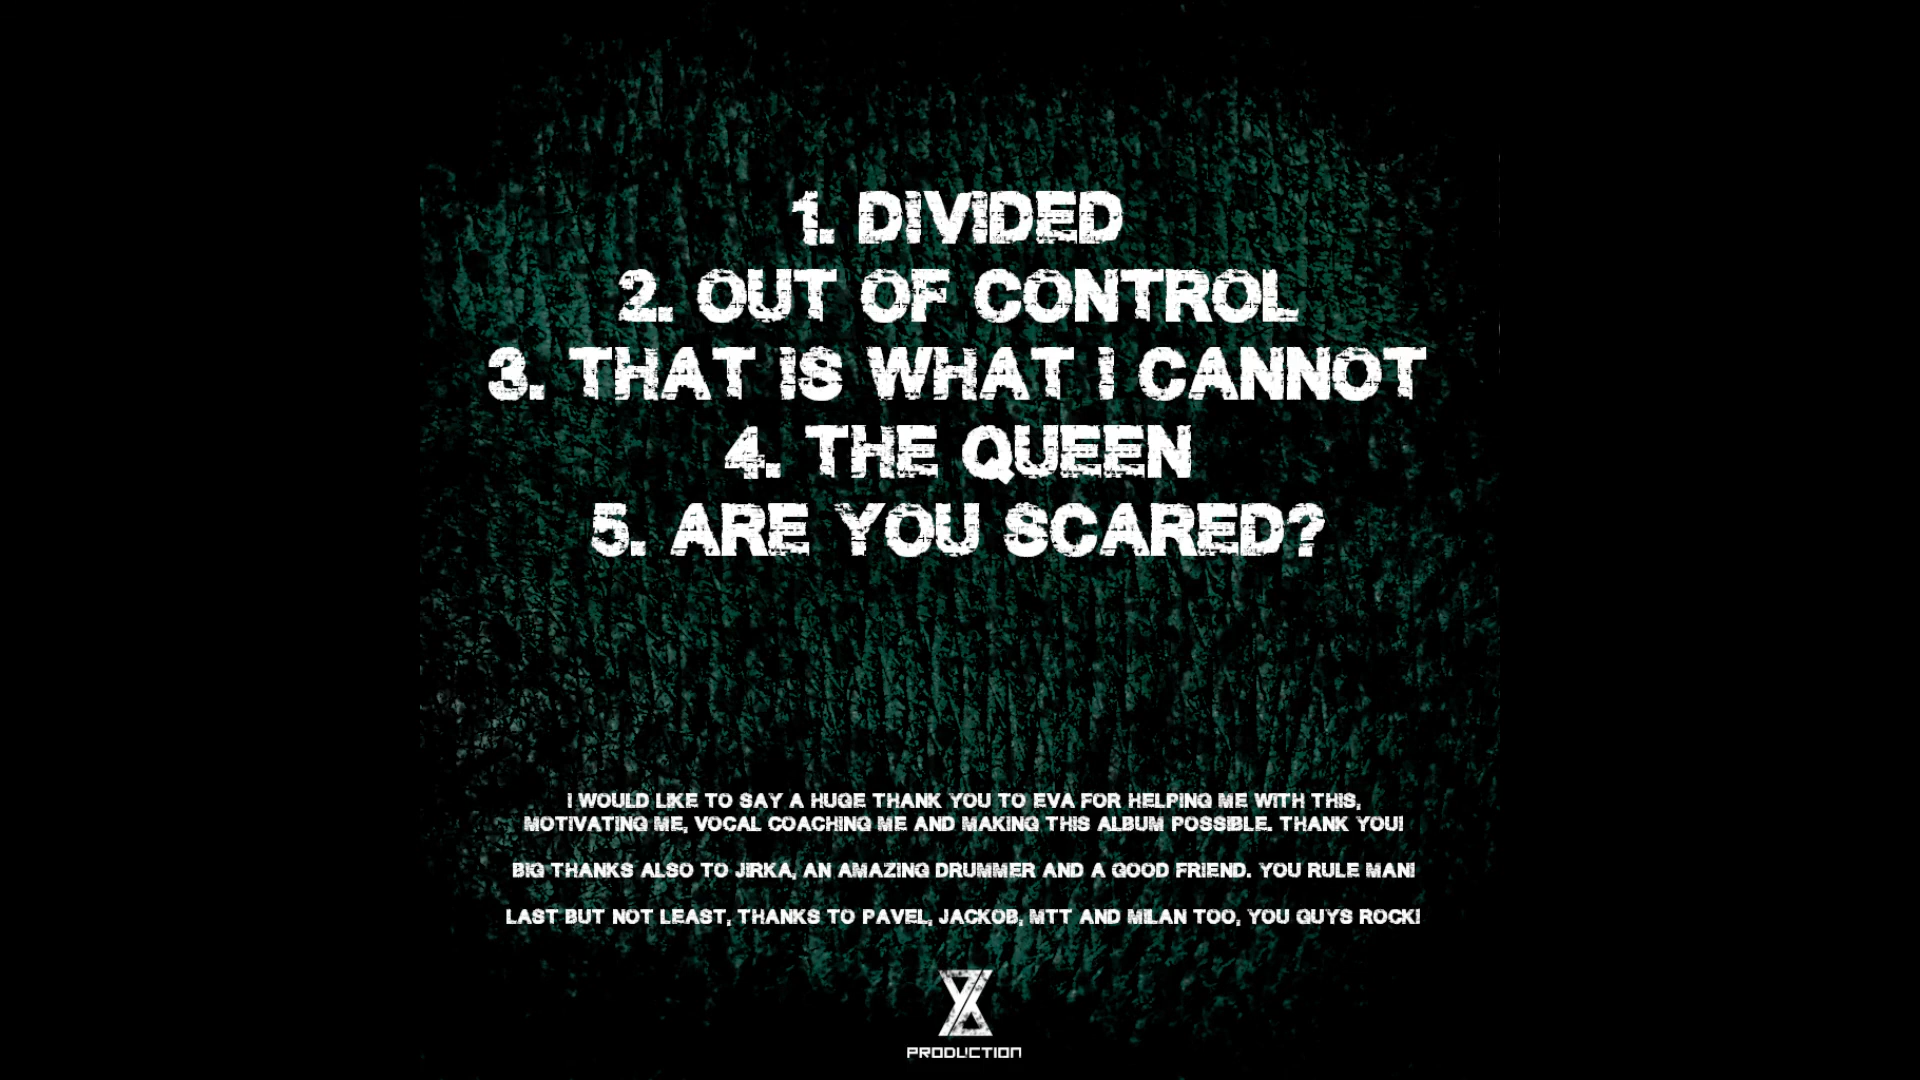 1. DIVIDED
2. OUT OF CONTROL
3. THAT IS WHAT I CANNOT
4. THE QUEEN
5. ARE YOU SCARED?
I WOULD LIKE TO SAY A HUGE THANK YOU TO EVA FOR HELPING ME WITH THIS,
MOTIVATING ME, VOCAL COACHING ME AND MAKING THIS ALBUM POSSIBLE. THANK YOU!
BIG THANKS ALSO TO JIRKA, AN AMAZING DRUMMER AND A GOOD FRIEND. YOU RULE MAN!
LAST BUT NOT LEAST, THANKS TO PAVEL, JACKOB, MTT AND MILAN TOO, YOU GUYS ROCK!
PRODUCTION